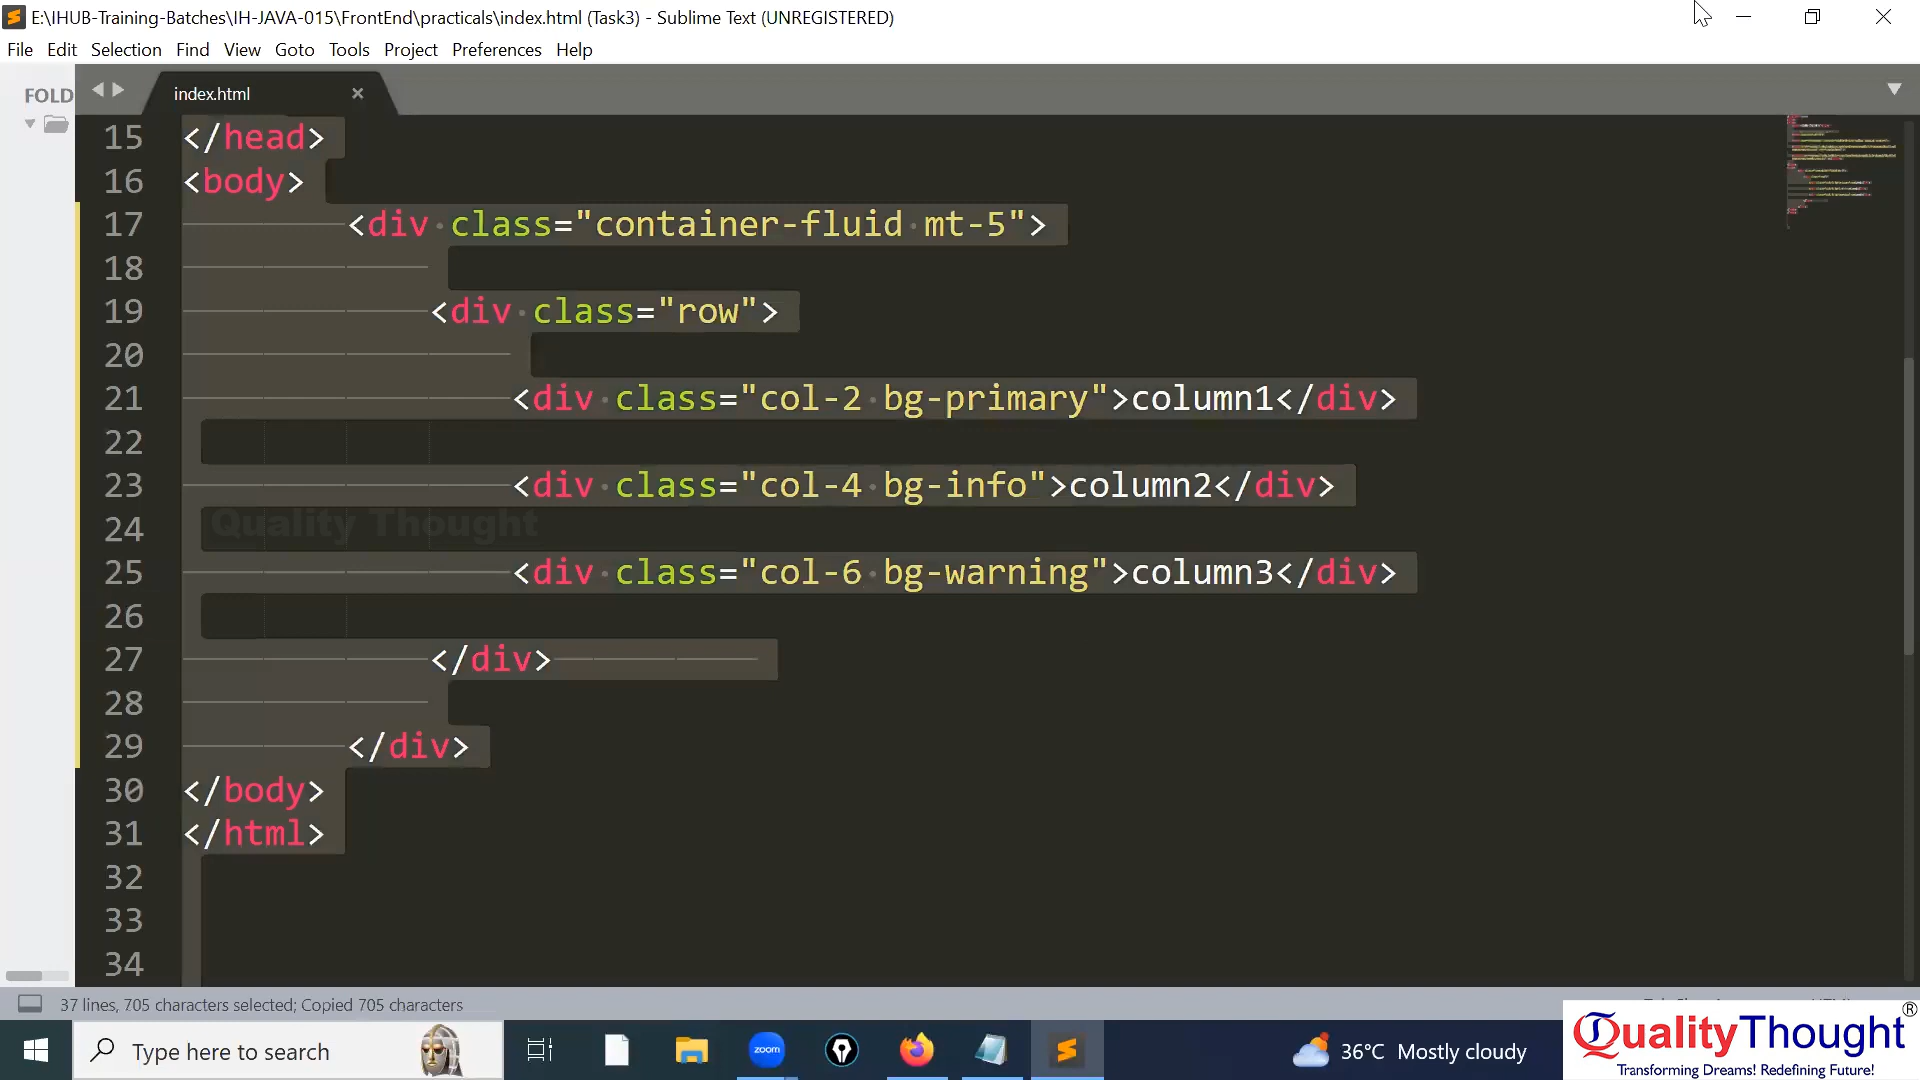 E:\IHUB-Training-Batches\IH-JAVA-015\FrontEnd\practicals\index.html (Task3) - Sublime Text (UNREGISTERED)
File Edit Selection Find View Goto Tools Project Preferences Help
FOLD
index.html
15 </head>
16 <body>
17 <div class="container-fluid mt-5">
18
19 <div class="row">
20
21 <div class="col-2 bg-primary">column1</div>
22
23 <div class="col-4 bg-info">column2</div>
24
Quality Thought
25 <div class="col-6 bg-warning">column3</div>
26
27 </div>
28
29 </div>
30 </body>
31 </html>
32
33
34
37 lines, 705 characters selected; Copied 705 characters
Type here to search
zoom
36°C Mostly cloudy
QualityThought®
Transforming Dreams! Redefining Future!